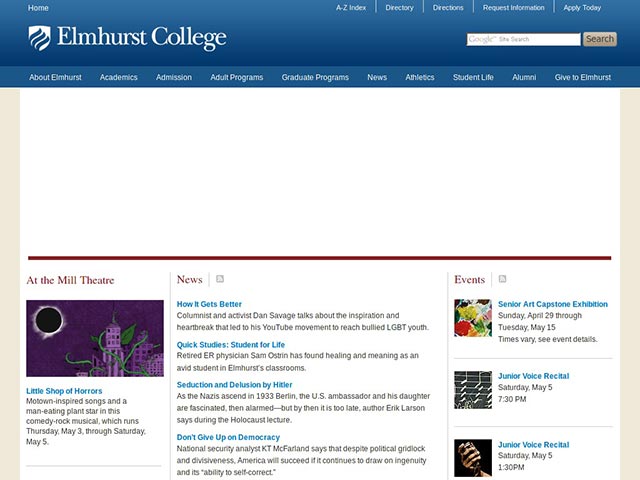 Home
A-Z Index
Directory
Directions
Request Information
Apply Today
Elmhurst College
Google™ Site Search
Search
About Elmhurst
Academics
Admission
Adult Programs
Graduate Programs
News
Athletics
Student Life
Alumni
Give to Elmhurst
At the Mill Theatre
Little Shop of Horrors
Motown-inspired songs and a
man-eating plant star in this
comedy-rock musical, which runs
Thursday, May 3, through Saturday,
May 5.
News
How It Gets Better
Columnist and activist Dan Savage talks about the inspiration and
heartbreak that led to his YouTube movement to reach bullied LGBT youth.
Quick Studies: Student for Life
Retired ER physician Sam Ostrin has found healing and meaning as an
avid student in Elmhurst's classrooms.
Seduction and Delusion by Hitler
As the Nazis ascend in 1933 Berlin, the U.S. ambassador and his daughter
are fascinated, then alarmed—but by then it is too late, author Erik Larson
says during the Holocaust lecture.
Don't Give Up on Democracy
National security analyst KT McFarland says that despite political gridlock
and divisiveness, America will succeed if it continues to draw on ingenuity
and its “ability to self-correct.”
Events
Senior Art Capstone Exhibition
Sunday, April 29 through
Tuesday, May 15
Times vary, see event details.
Junior Voice Recital
Saturday, May 5
7:30 PM
Junior Voice Recital
Saturday, May 5
1:30PM